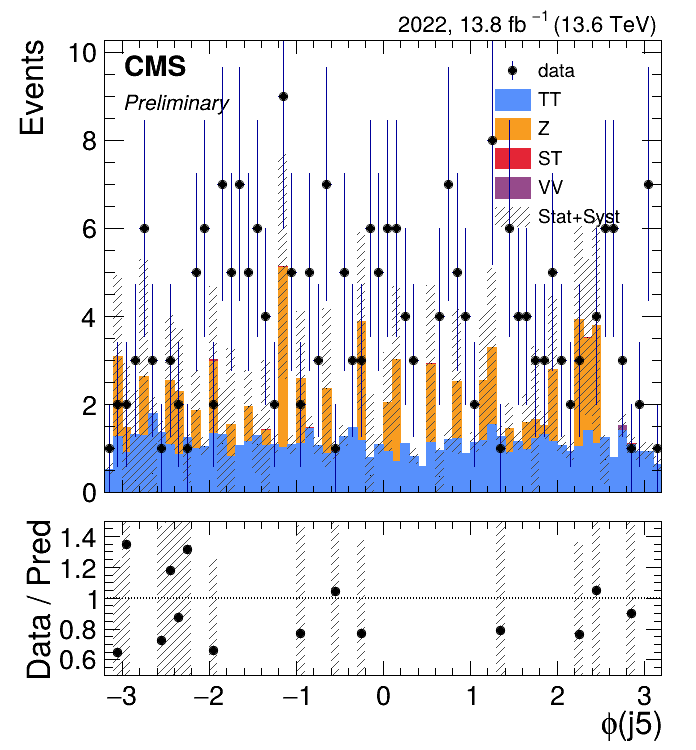 2022, 13.8 fb⁻¹ (13.6 TeV)
Events
CMS
Preliminary
data
TT
Z
ST
VV
Stat+Syst
10
8
6
4
2
0
Data / Pred
1.4
1.2
1
0.8
0.6
−3 −2 −1 0 1 2 3
ϕ(j5)